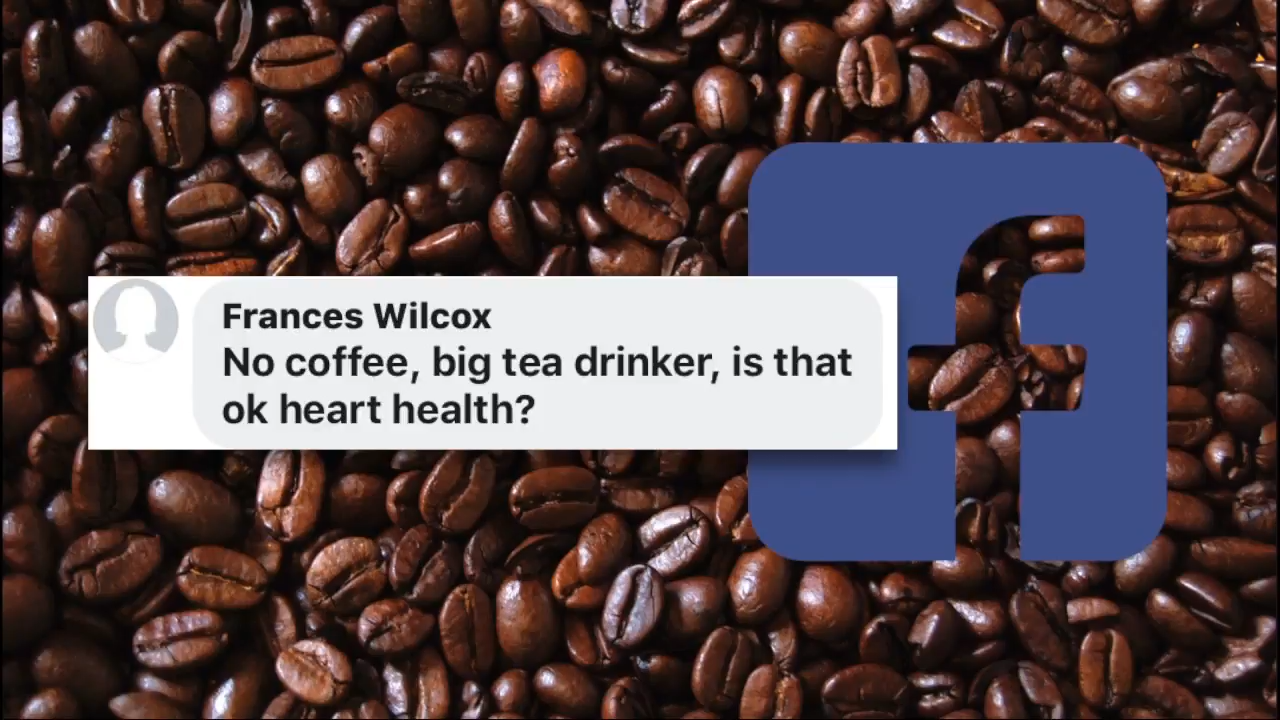 Frances Wilcox
No coffee, big tea drinker, is that
ok heart health?